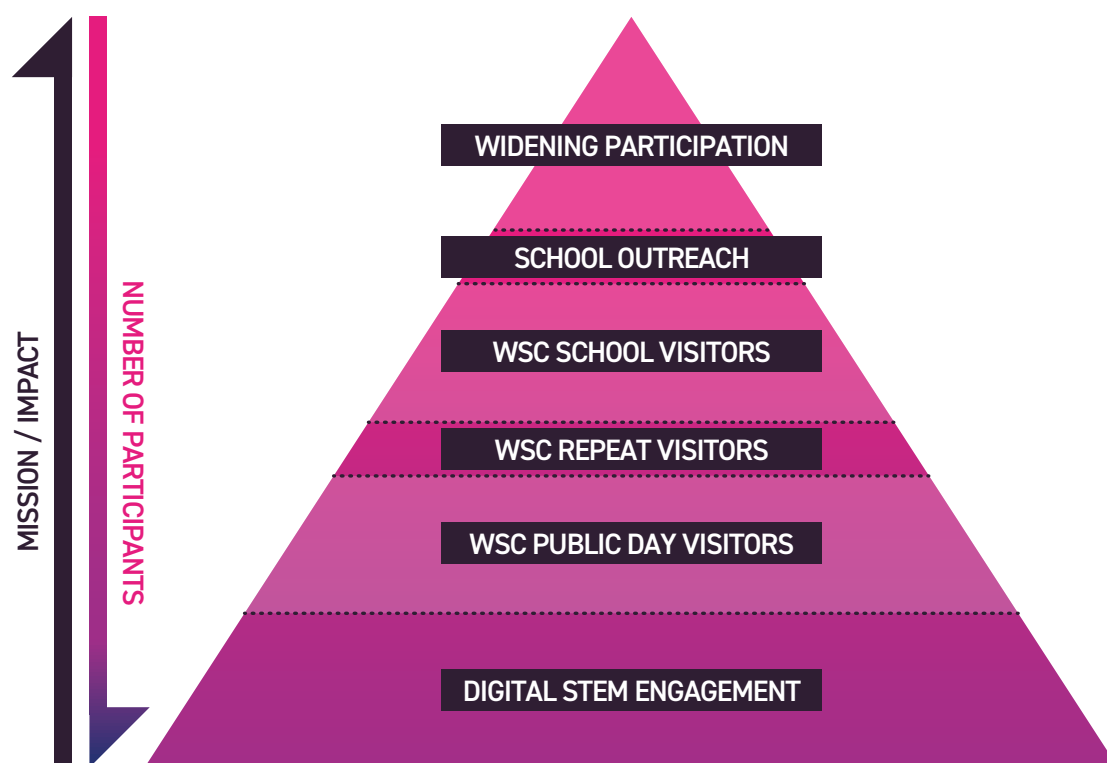 MISSION / IMPACT
NUMBER OF PARTICIPANTS
WIDENING PARTICIPATION
SCHOOL OUTREACH
WSC SCHOOL VISITORS
WSC REPEAT VISITORS
WSC PUBLIC DAY VISITORS
DIGITAL STEM ENGAGEMENT